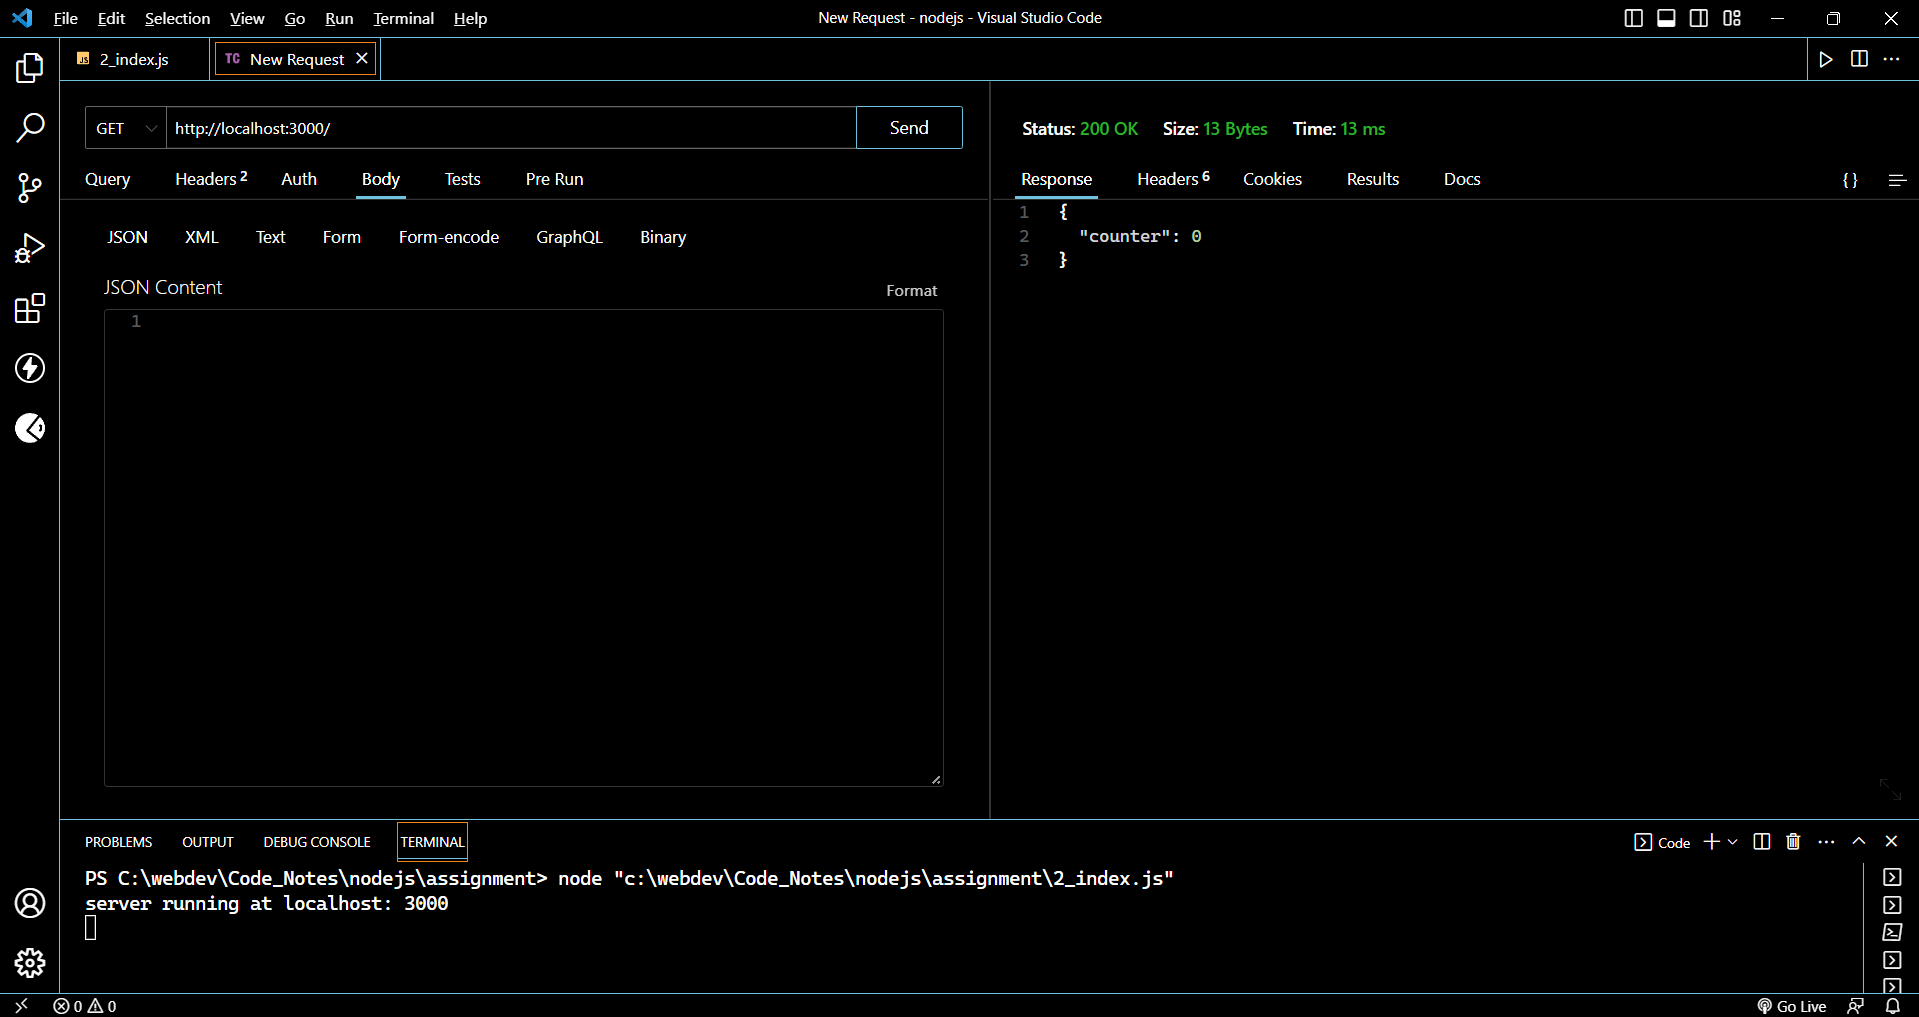 File Edit Selection View Go Run Terminal Help New Request - nodejs - Visual Studio Code
JS 2_index.js TC New Request
GET http://localhost:3000/ Send
Status: 200 OK Size: 13 Bytes Time: 13 ms
Query Headers 2 Auth Body Tests Pre Run
Response Headers 6 Cookies Results Docs {}
JSON XML Text Form Form-encode GraphQL Binary
JSON Content
Format
1
1 {
2 "counter": 0
3 }
PROBLEMS OUTPUT DEBUG CONSOLE TERMINAL Code
PS C:\webdev\Code_Notes\nodejs\assignment> node "c:\webdev\Code_Notes\nodejs\assignment\2_index.js"
server running at localhost: 3000
0 0 Go Live